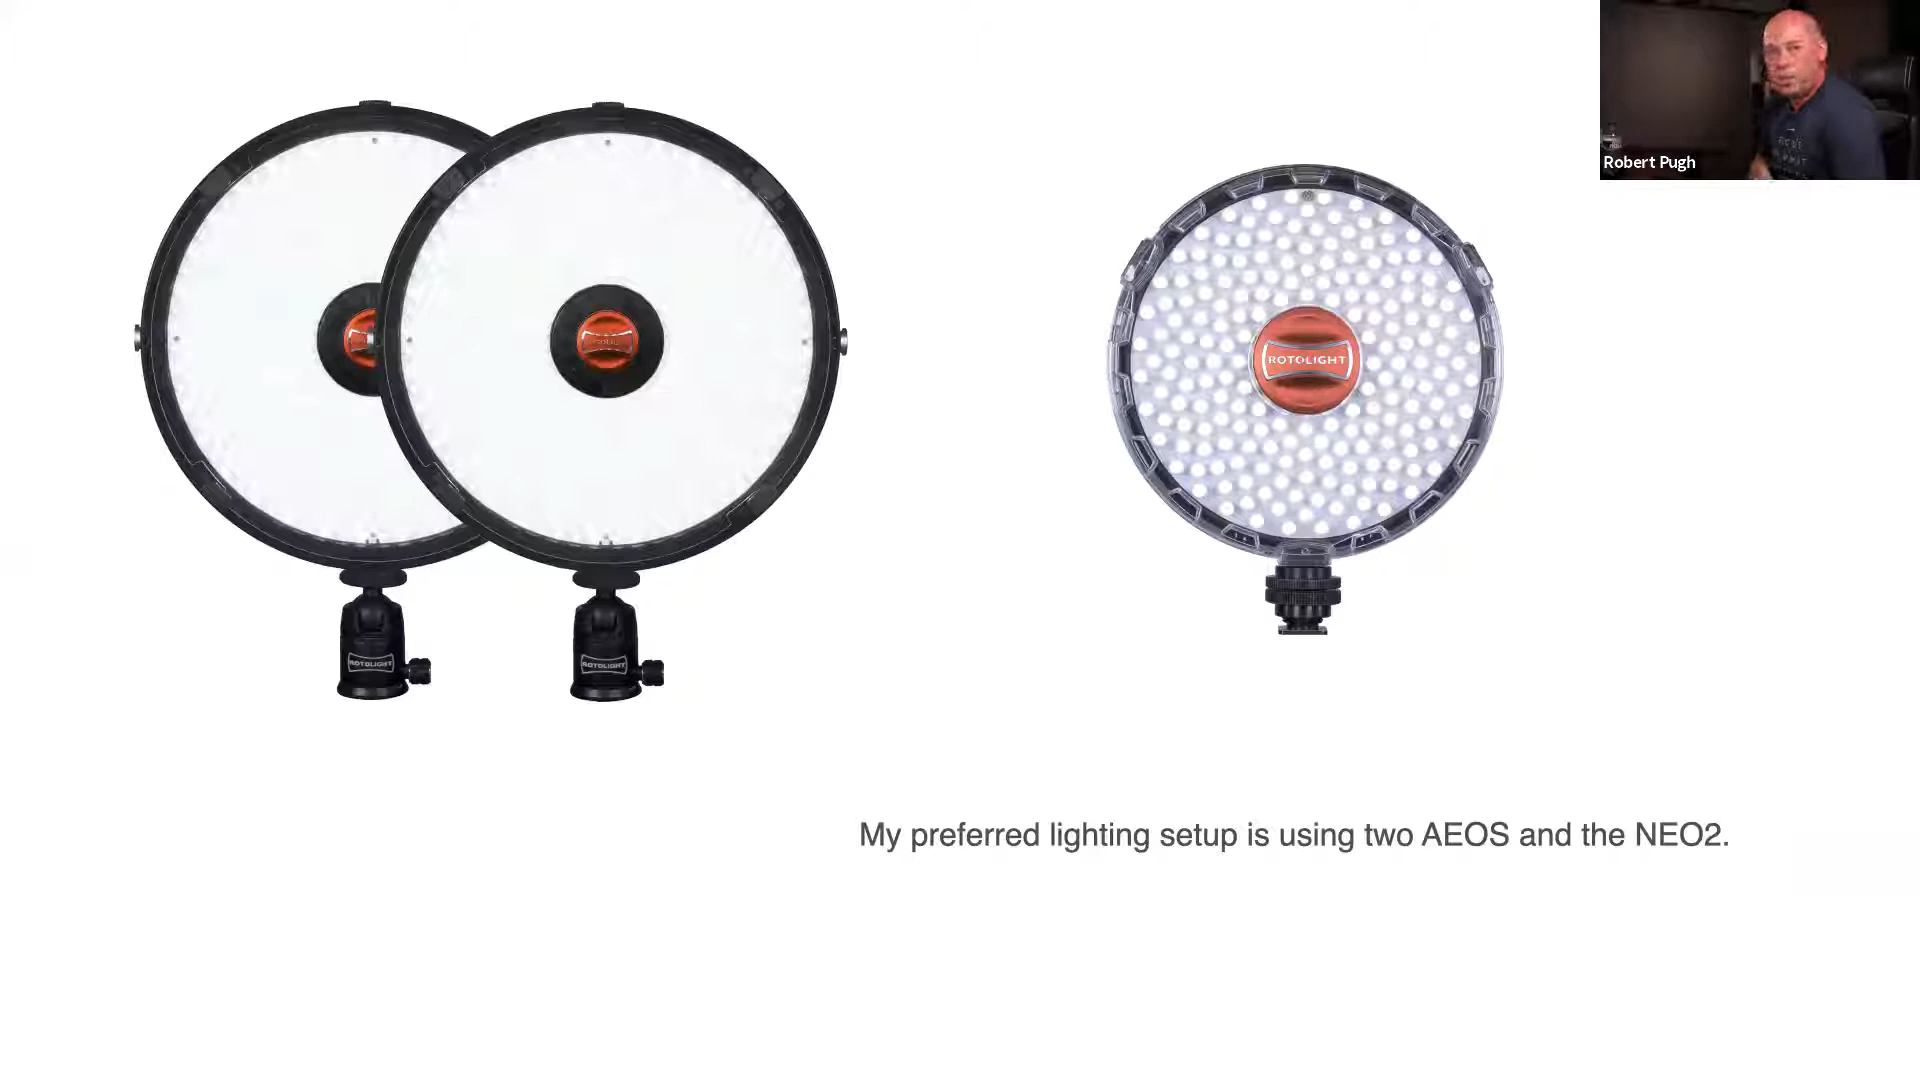 Robert Pugh
ROTOLIGHT
ROTOLIGHT
ROTOLIGHT
My preferred lighting setup is using two AEOS and the NEO2.